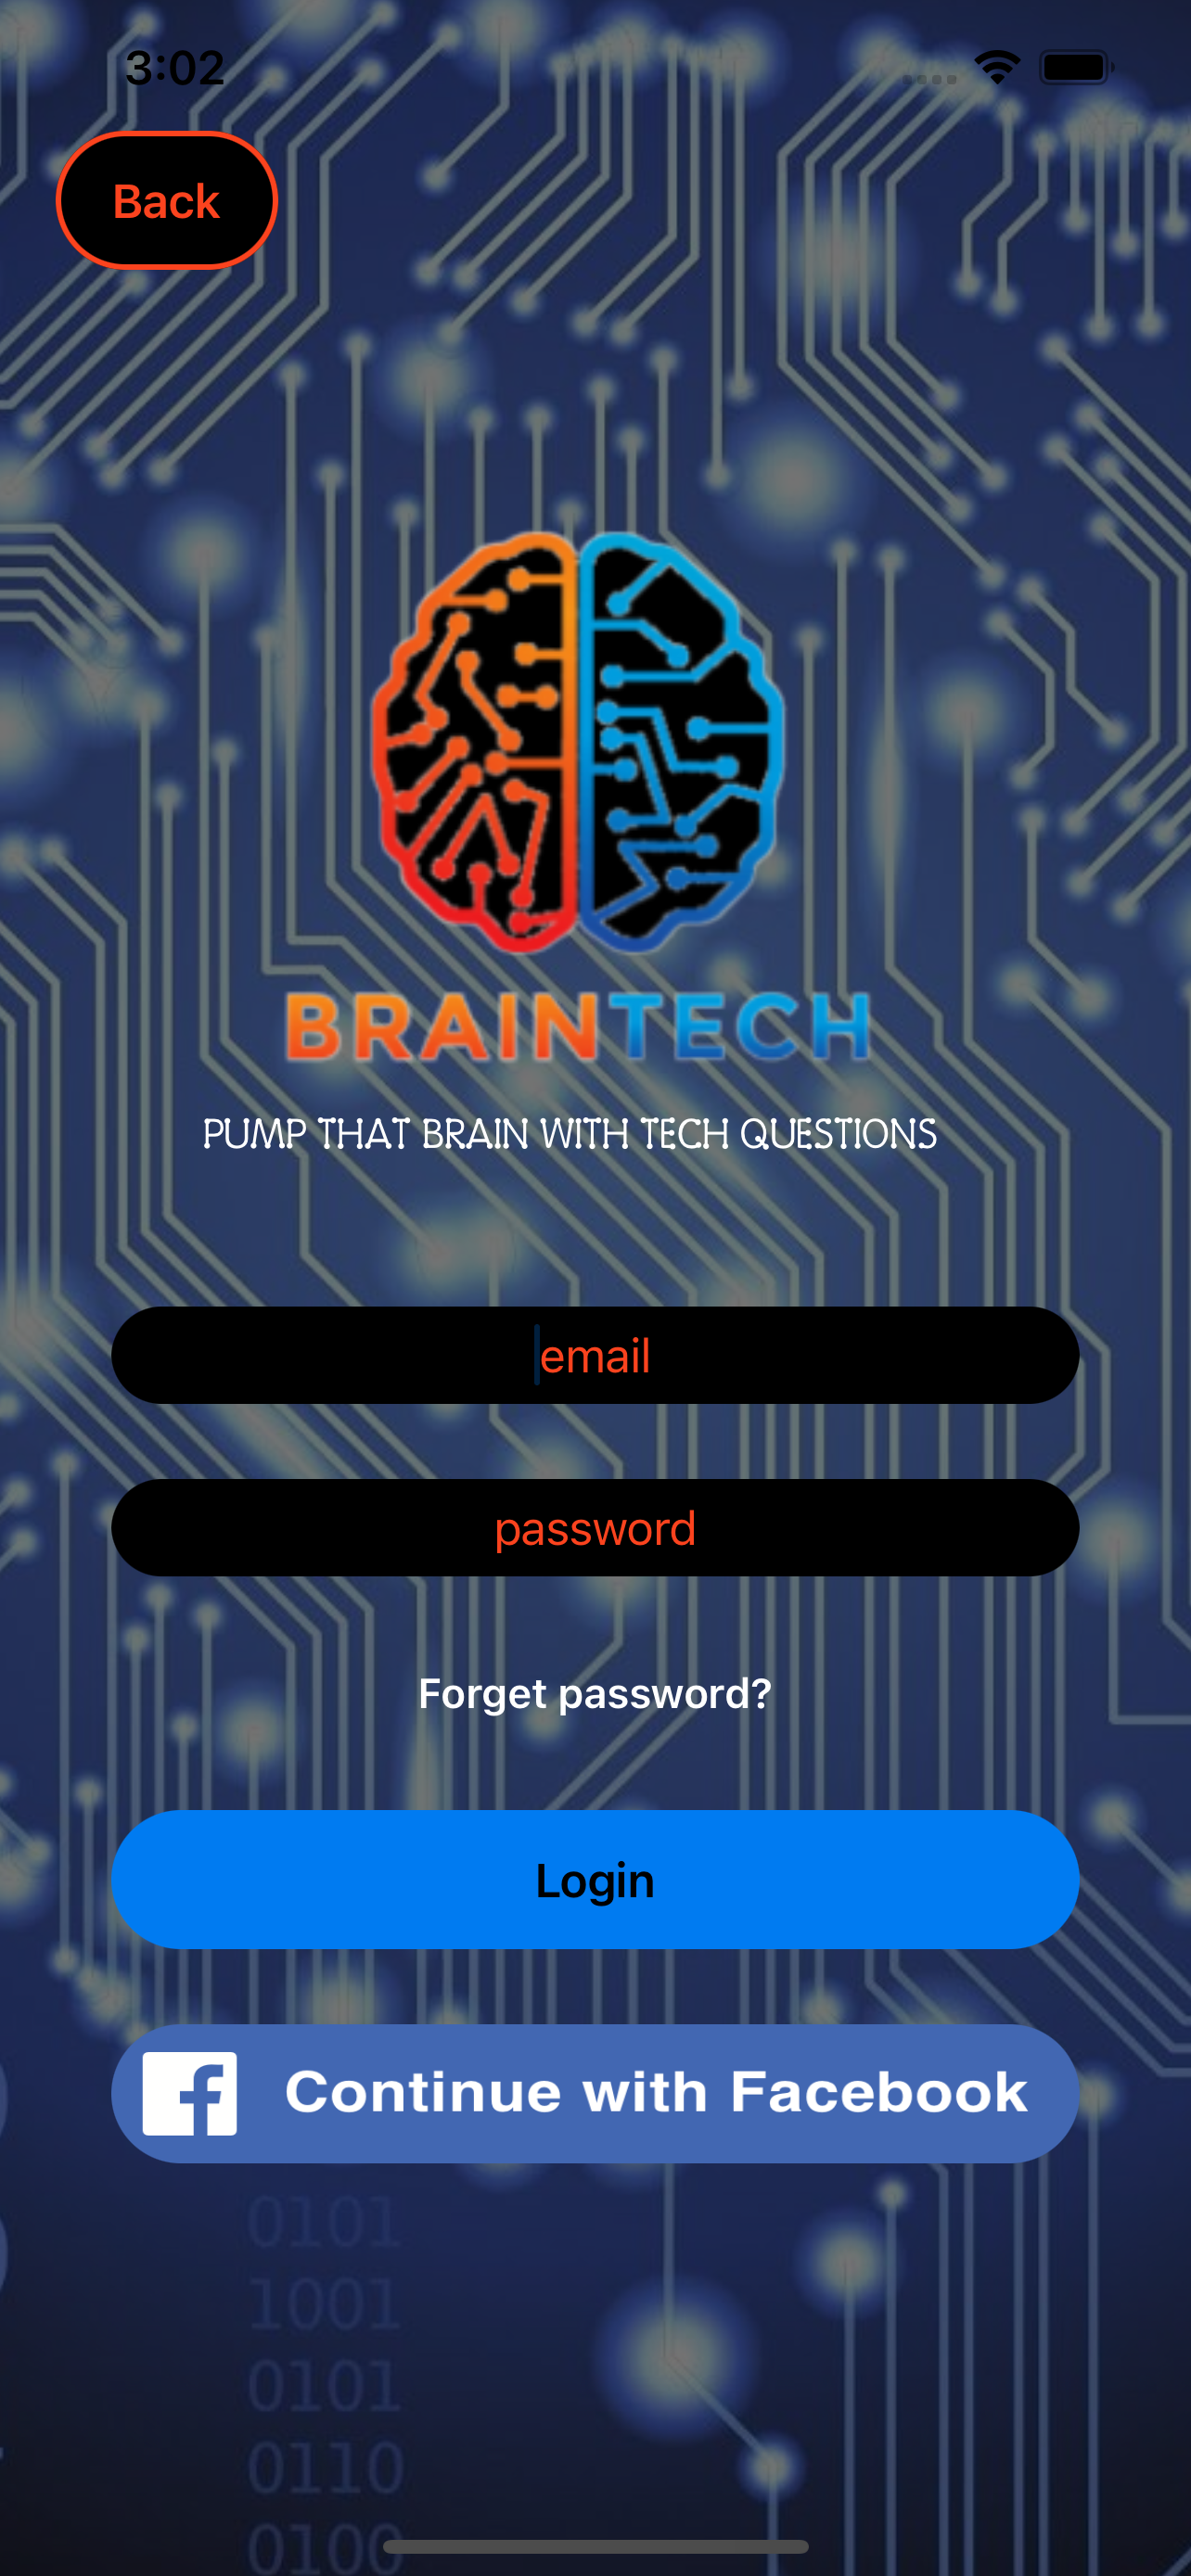 3:02
Back
BRAINTECH
PUMP THAT BRAIN WITH TECH QUESTIONS
email
password
Forget password?
Login
f Continue with Facebook
0101
1001
0101
0110
0100